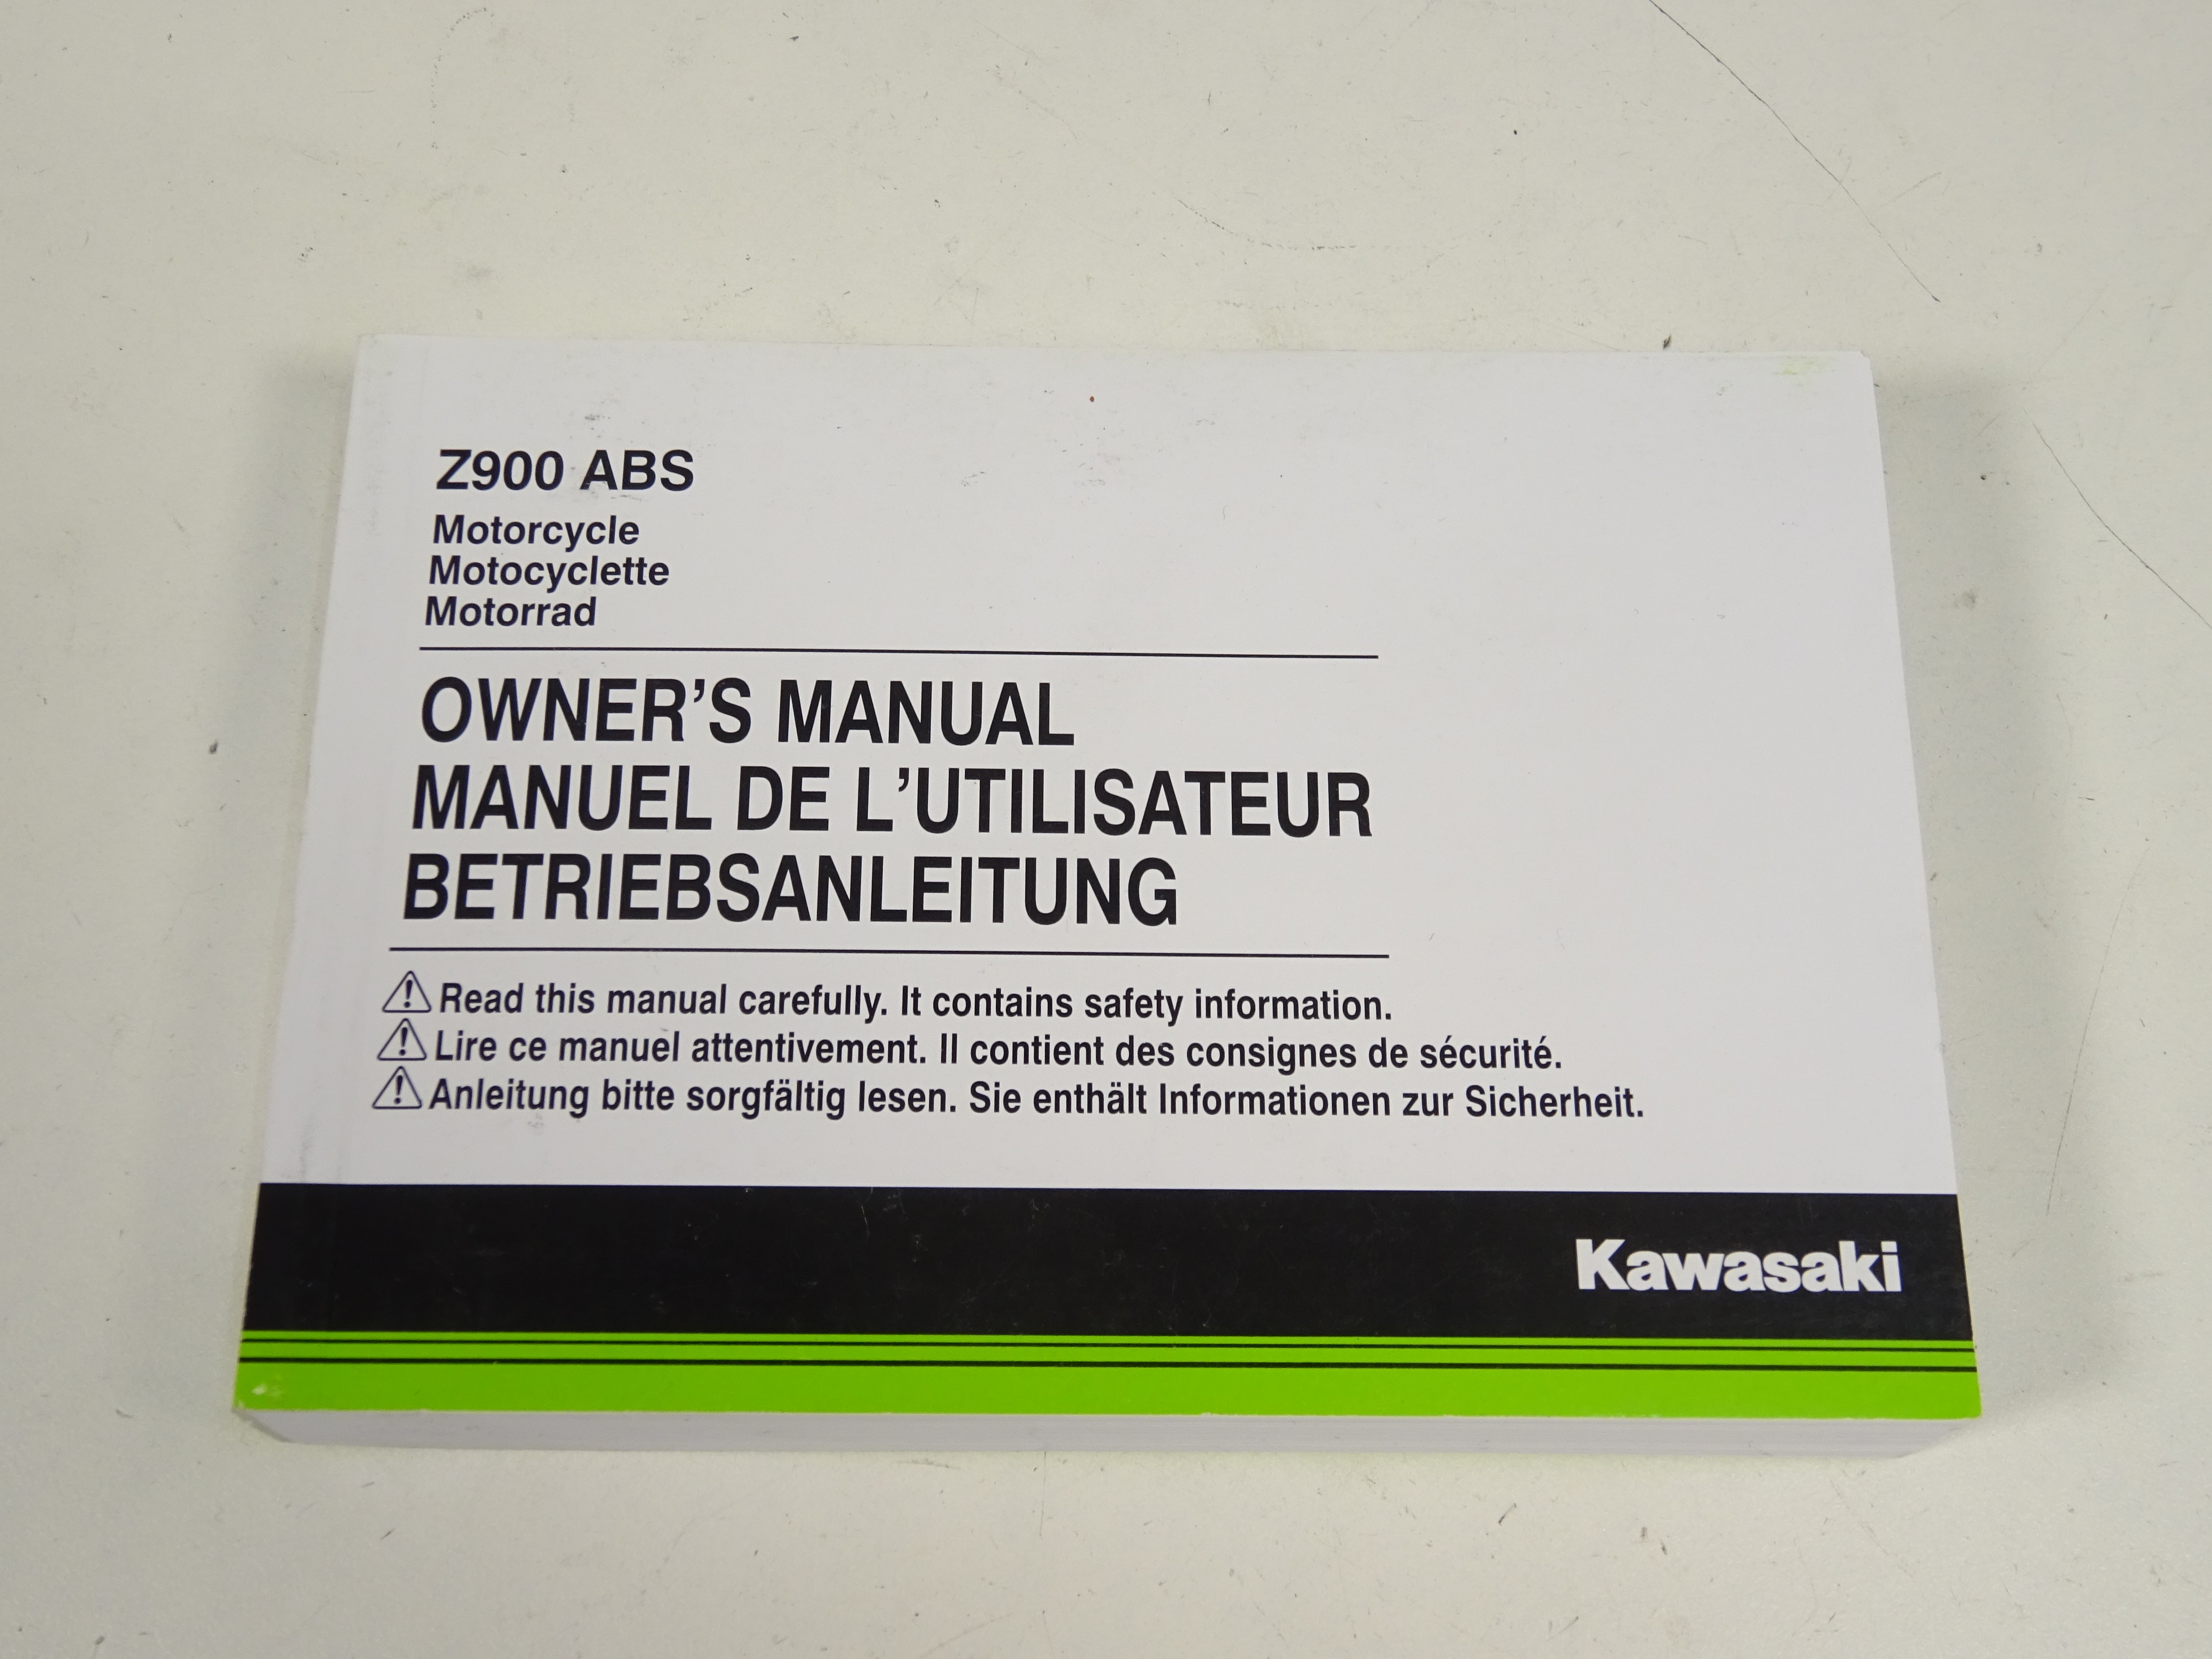 Z900 ABS
Motorcycle
Motocyclette
Motorrad
OWNER’S MANUAL
MANUEL DE L’UTILISATEUR
BETRIEBSANLEITUNG
Read this manual carefully. It contains safety information.
Lire ce manuel attentivement. Il contient des consignes de sécurité.
Anleitung bitte sorgfältig lesen. Sie enthält Informationen zur Sicherheit.
Kawasaki